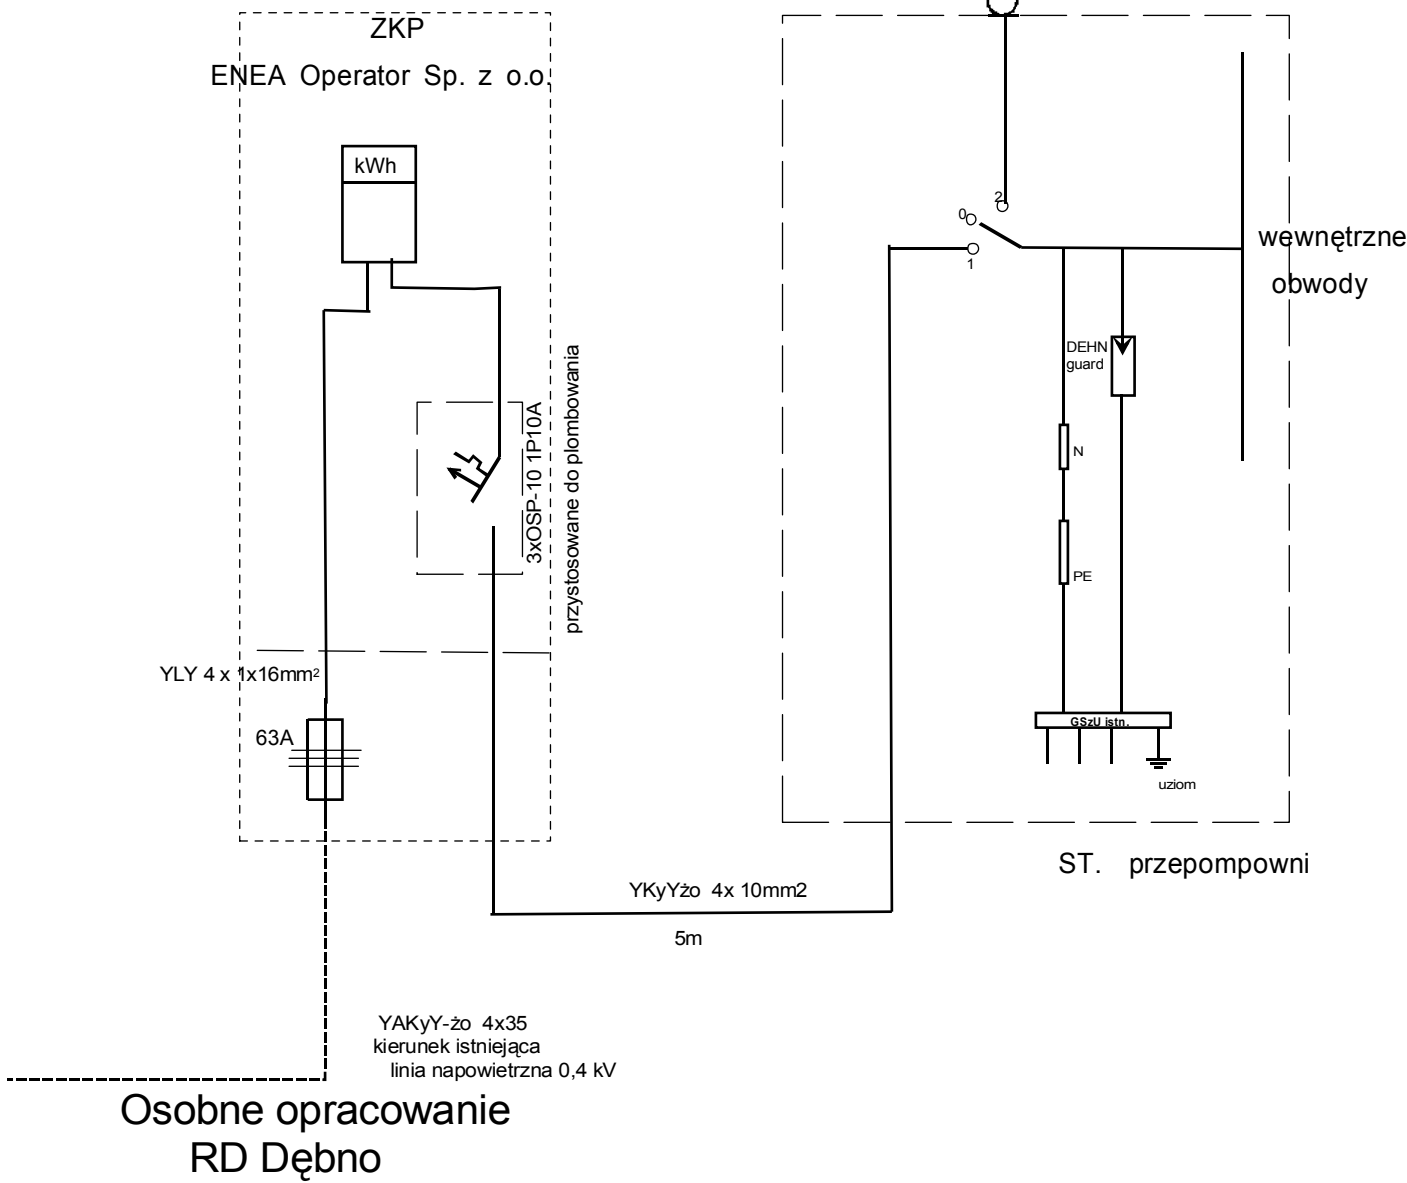 ZKP
ENEA Operator Sp. z o.o.
kWh
3xOSP-10 1P10A
przystosowane do plombowania
YLY 4 x 1x16mm²
63A
2
0
1
wewnętrzne
obwody
DEHN
guard
N
PE
GSzU istn.
uziom
ST. przepompowni
YKyYżo 4x 10mm2
5m
YAKyY-żo 4x35
kierunek istniejąca
linia napowietrzna 0,4 kV
Osobne opracowanie
RD Dębno